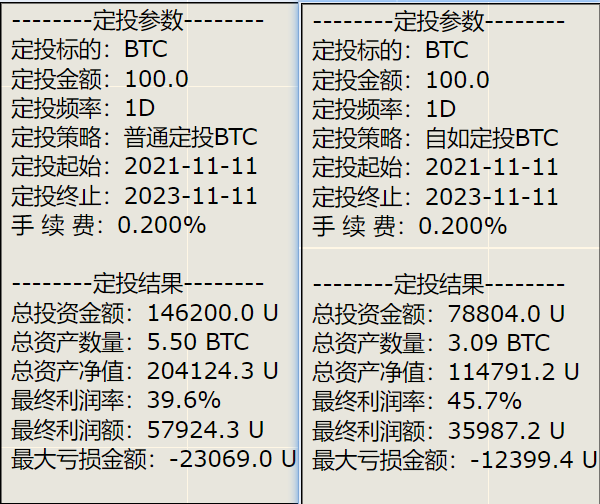 --------定投参数--------
定投标的：BTC
定投金额：100.0
定投频率：1D
定投策略：普通定投BTC
定投起始：2021-11-11
定投终止：2023-11-11
手 续 费：0.200%
--------定投结果--------
总投资金额：146200.0 U
总资产数量：5.50 BTC
总资产净值：204124.3 U
最终利润率：39.6%
最终利润额：57924.3 U
最大亏损金额：-23069.0 U
--------定投参数--------
定投标的：BTC
定投金额：100.0
定投频率：1D
定投策略：自如定投BTC
定投起始：2021-11-11
定投终止：2023-11-11
手 续 费：0.200%
--------定投结果--------
总投资金额：78804.0 U
总资产数量：3.09 BTC
总资产净值：114791.2 U
最终利润率：45.7%
最终利润额：35987.2 U
最大亏损金额：-12399.4 U